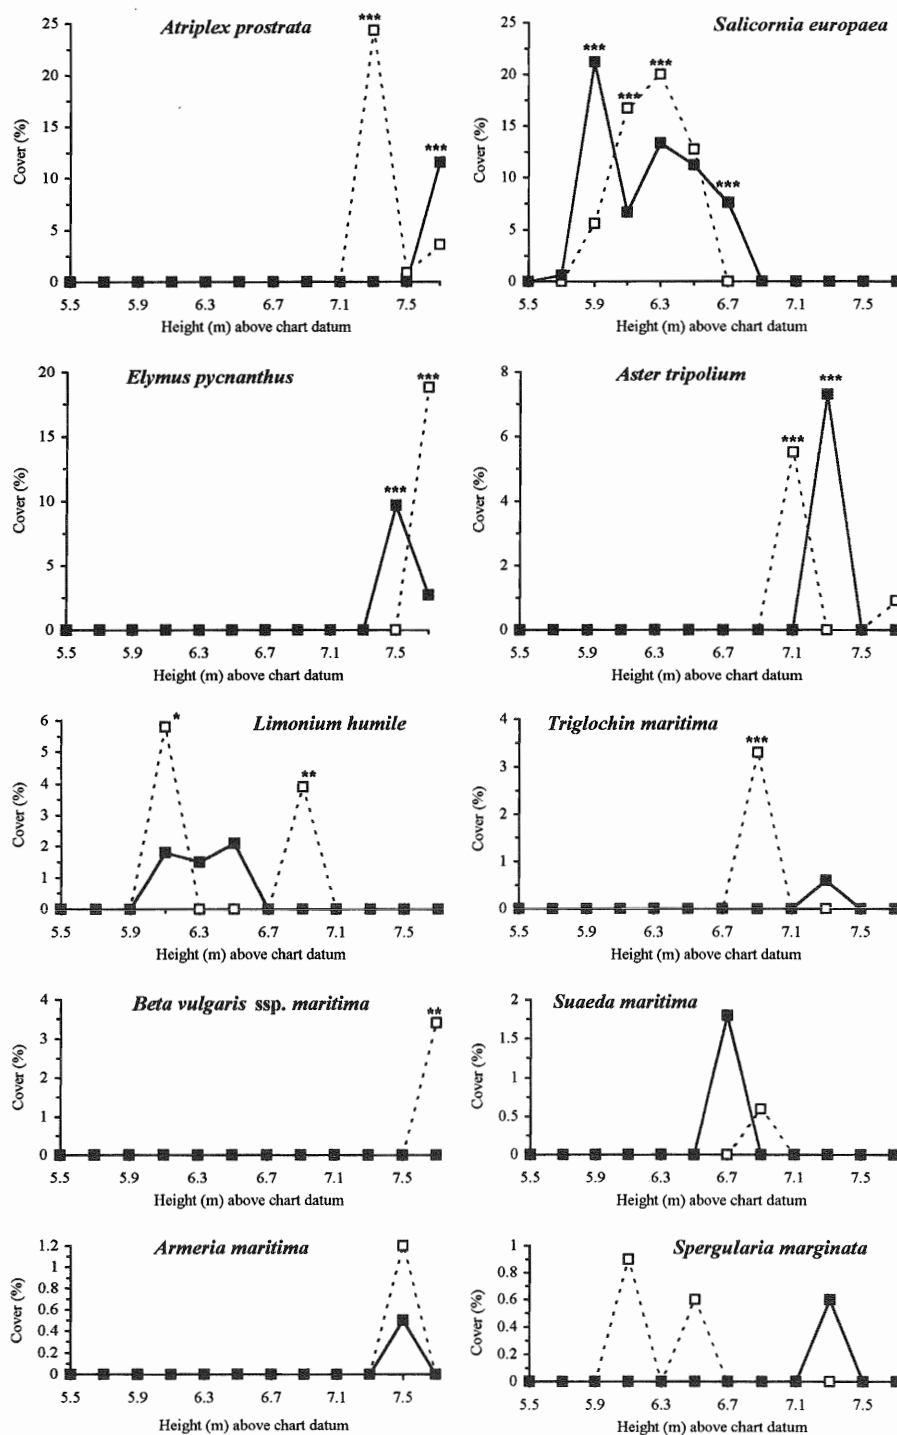 Atriplex prostrata
***
***
Cover (%)
25
20
15
10
5
0
5.5 5.9 6.3 6.7 7.1 7.5
Height (m) above chart datum
Salicornia europaea
***
***
***
***
Cover (%)
25
20
15
10
5
0
5.5 5.9 6.3 6.7 7.1 7.5
Height (m) above chart datum
Elymus pycnanthus
***
***
Cover (%)
20
15
10
5
0
5.5 5.9 6.3 6.7 7.1 7.5
Height (m) above chart datum
Aster tripolium
***
***
Cover (%)
8
6
4
2
0
5.5 5.9 6.3 6.7 7.1 7.5
Height (m) above chart datum
Limonium humile
*
**
Cover (%)
6
5
4
3
2
1
0
5.5 5.9 6.3 6.7 7.1 7.5
Height (m) above chart datum
Triglochin maritima
***
Cover (%)
4
3
2
1
0
5.5 5.9 6.3 6.7 7.1 7.5
Height (m) above chart datum
Beta vulgaris ssp. maritima
**
Cover (%)
4
3
2
1
0
5.5 5.9 6.3 6.7 7.1 7.5
Height (m) above chart datum
Suaeda maritima
Cover (%)
2
1.5
1
0.5
0
5.5 5.9 6.3 6.7 7.1 7.5
Height (m) above chart datum
Armeria maritima
Cover (%)
1.2
1
0.8
0.6
0.4
0.2
0
5.5 5.9 6.3 6.7 7.1 7.5
Height (m) above chart datum
Spergularia marginata
Cover (%)
1
0.8
0.6
0.4
0.2
0
5.5 5.9 6.3 6.7 7.1 7.5
Height (m) above chart datum